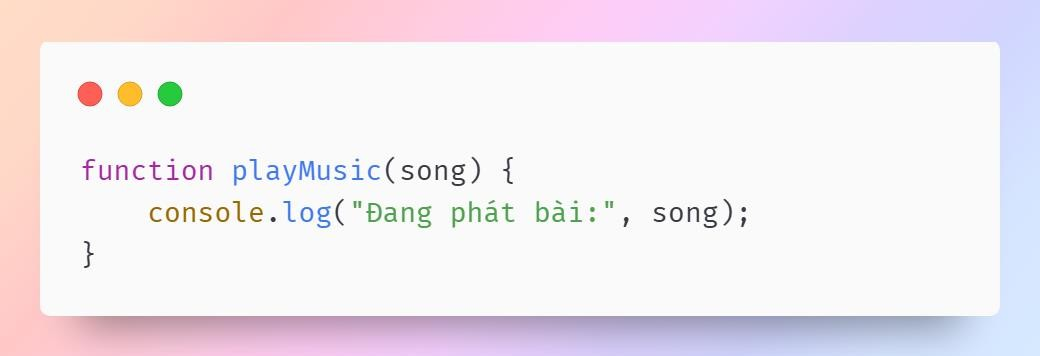 function playMusic(song) {
    console.log("Đang phát bài:", song);
}